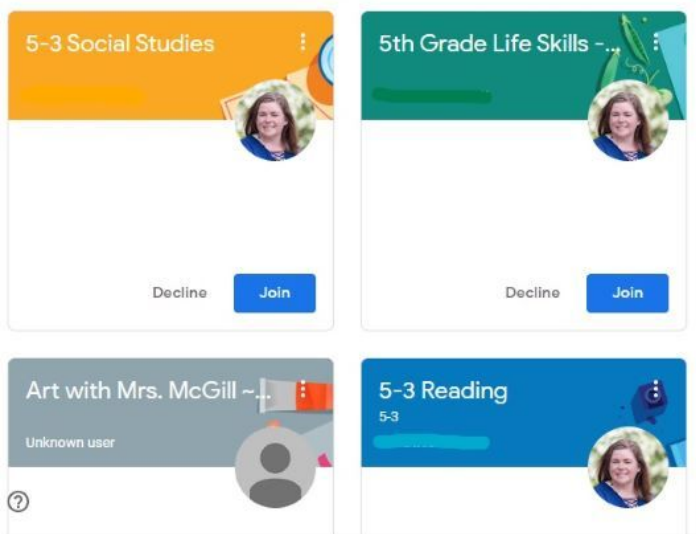 5-3 Social Studies
5th Grade Life Skills -...
Decline
Join
Decline
Join
Art with Mrs. McGill ~...
Unknown user
5-3 Reading
5-3
?